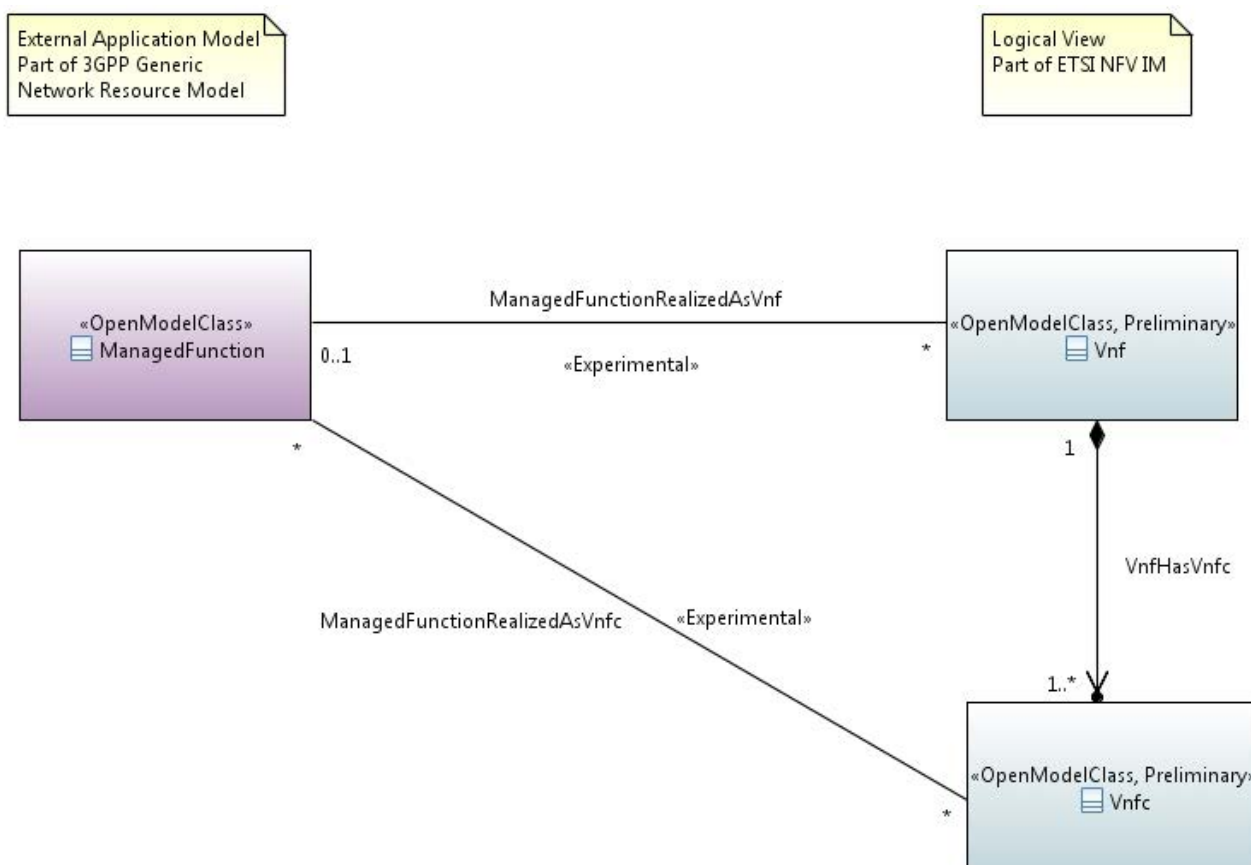 External Application Model
Part of 3GPP Generic
Network Resource Model
Logical View
Part of ETSI NFV IM
ManagedFunctionRealizedAsVnf
«OpenModelClass»
ManagedFunction
«OpenModelClass, Preliminary»
Vnf
0..1
«Experimental»
*
*
1
VnfHasVnfc
ManagedFunctionRealizedAsVnfc
«Experimental»
1..*
«OpenModelClass, Preliminary»
Vnfc
*